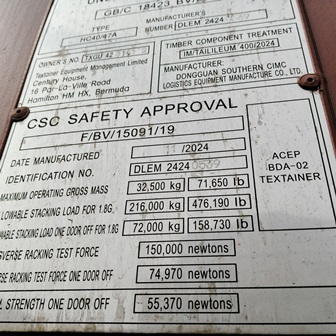 GB/C 18423 BV/A
TYPE HC40/47A
MANUFACTURER'S NUMBER DLEM 2424
OWNER'S NO. TXGU 42
Textainer Equipment Management Limited
Century House,
16 Par-La-Ville Road
Hamilton HM HX, Bermuda
TIMBER COMPONENT TREATMENT
IM/TAILILEUM 400/2024
MANUFACTURER:
DONGGUAN SOUTHERN CIMC
LOGISTICS EQUIPMENT MANUFACTURE CO., LTD.
CSC SAFETY APPROVAL
F/BV/15091/19
DATE MANUFACTURED /2024
IDENTIFICATION NO. DLEM 2424
MAXIMUM OPERATING GROSS MASS 32,500 kg 71,650 lb
LOWABLE STACKING LOAD FOR 1.8G 216,000 kg 476,190 lb
WABLE STACKING LOAD ONE DOOR OFF FOR 1.8G 72,000 kg 158,730 lb
SVERSE RACKING TEST FORCE 150,000 newtons
SE RACKING TEST FORCE ONE DOOR OFF 74,970 newtons
STRENGTH ONE DOOR OFF 55,370 newtons
ACEP
BDA-02
TEXTAINER